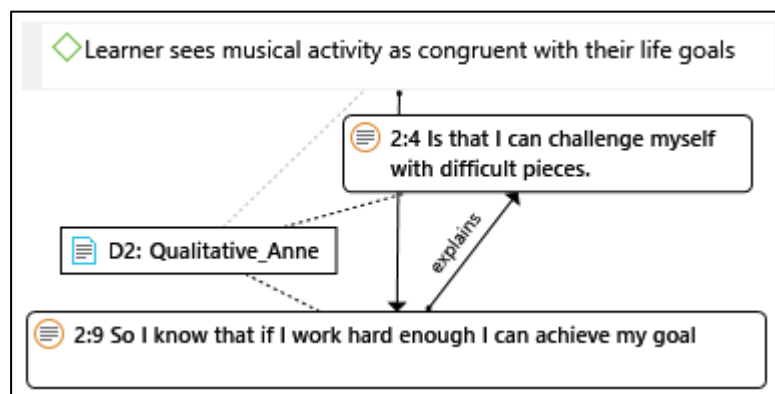 Learner sees musical activity as congruent with their life goals
2:4 Is that I can challenge myself
with difficult pieces.
D2: Qualitative_Anne
explains
2:9 So I know that if I work hard enough I can achieve my goal